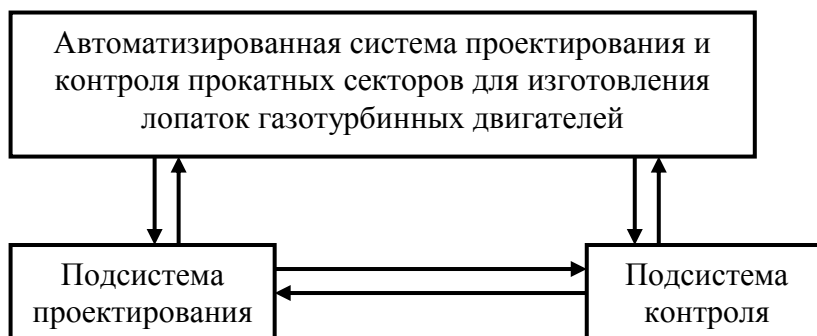 Автоматизированная система проектирования и
контроля прокатных секторов для изготовления
лопаток газотурбинных двигателей
Подсистема
проектирования
Подсистема
контроля